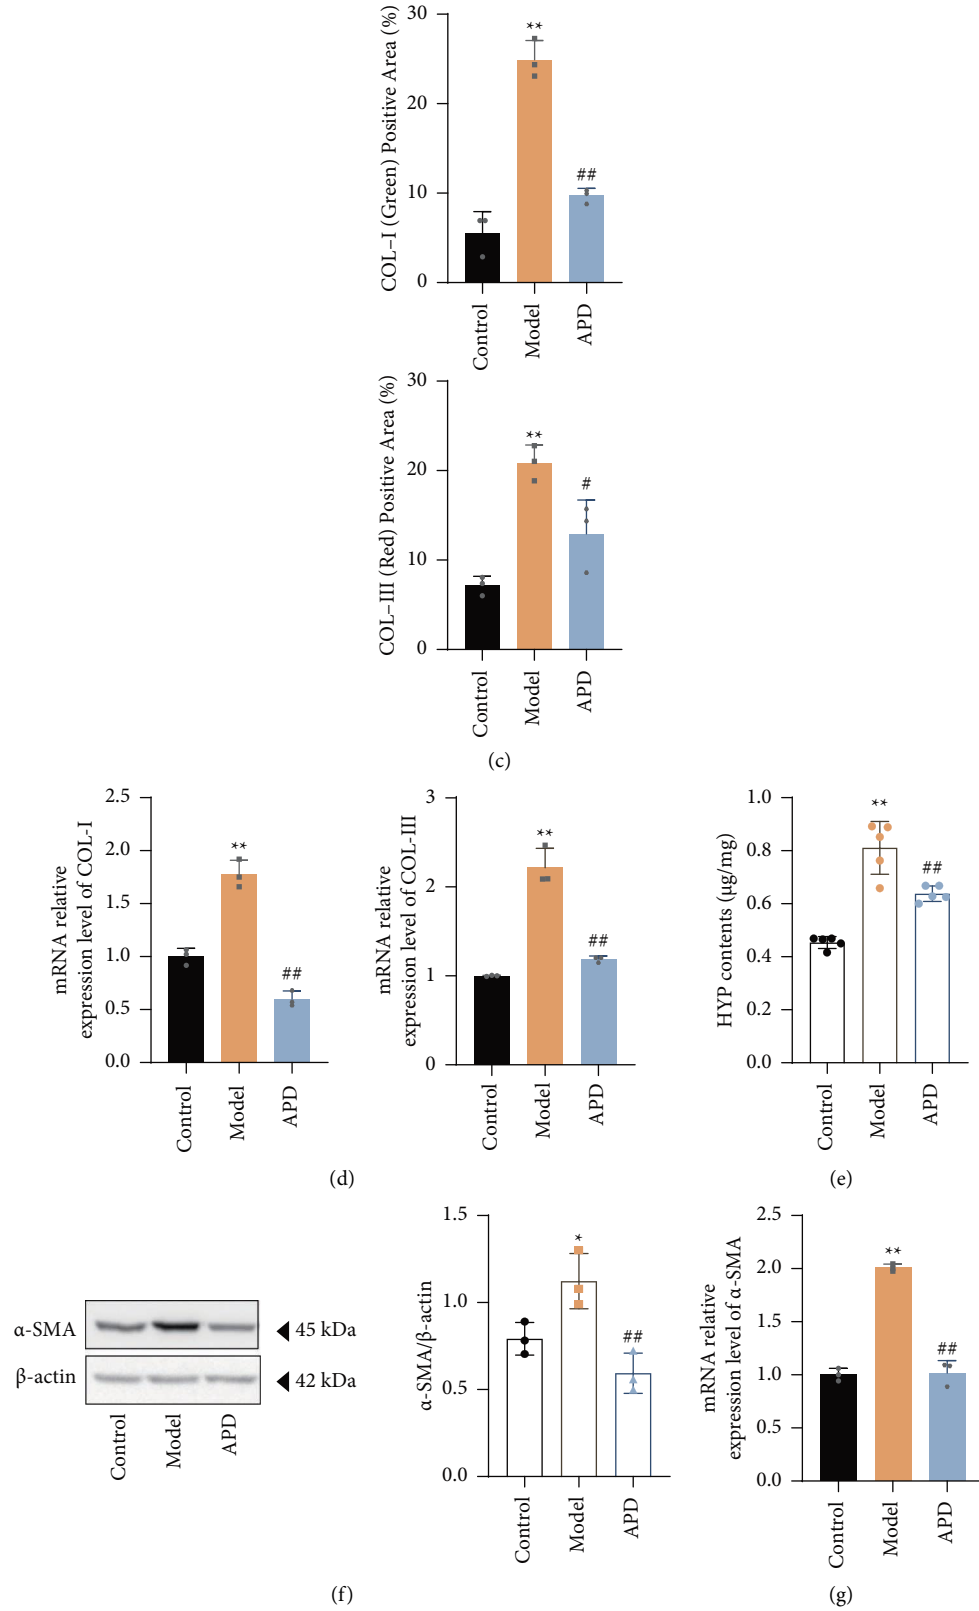 COL–I (Green) Positive Area (%)
30
20
10
0
**
##
Control
Model
APD
COL–III (Red) Positive Area (%)
30
20
10
0
**
#
Control
Model
APD
(c)
mRNA relative
expression level of COL-I
2.5
2.0
1.5
1.0
0.5
0.0
**
##
Control
Model
APD
mRNA relative
expression level of COL-III
3
2
1
0
**
##
Control
Model
APD
(d)
HYP contents (μg/mg)
1.0
0.8
0.6
0.4
0.2
0.0
**
##
Control
Model
APD
(e)
α-SMA
45 kDa
β-actin
42 kDa
Control
Model
APD
α-SMA/β-actin
1.5
1.0
0.5
0.0
*
##
Control
Model
APD
(f)
mRNA relative
expression level of α-SMA
2.5
2.0
1.5
1.0
0.5
0.0
**
##
Control
Model
APD
(g)